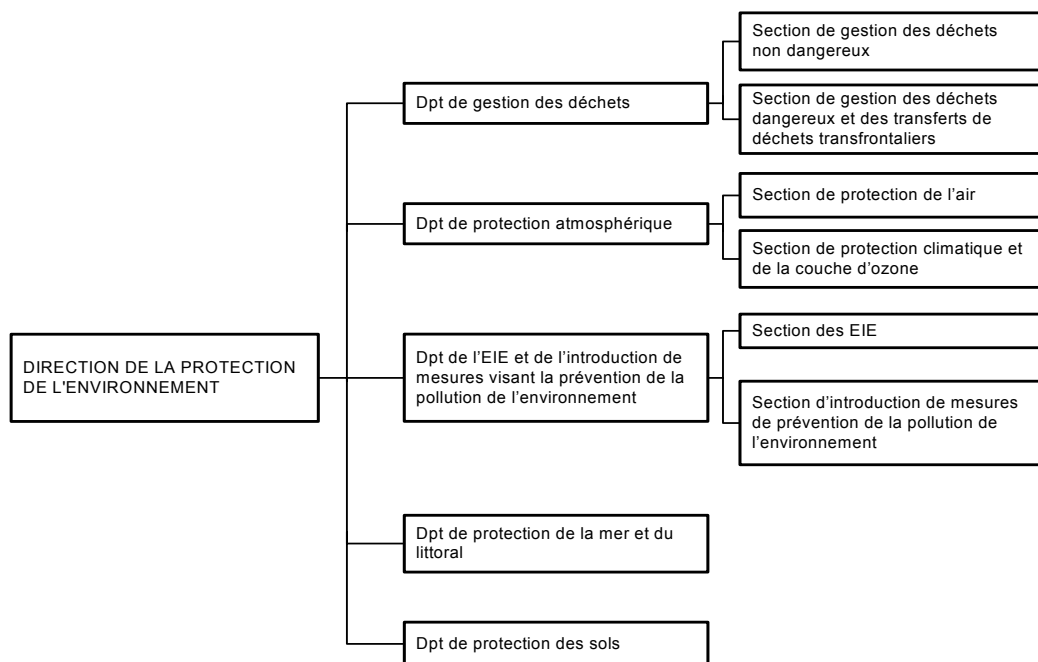 Section de gestion des déchets
non dangereux
Dpt de gestion des déchets
Section de gestion des déchets
dangereux et des transferts de
déchets transfrontaliers
Section de protection de l’air
Dpt de protection atmosphérique
Section de protection climatique et
de la couche d’ozone
Section des EIE
DIRECTION DE LA PROTECTION
DE L'ENVIRONNEMENT
Dpt de l’EIE et de l’introduction de
mesures visant la prévention de la
pollution de l’environnement
Section d’introduction de mesures
de prévention de la pollution de
l’environnement
Dpt de protection de la mer et du
littoral
Dpt de protection des sols